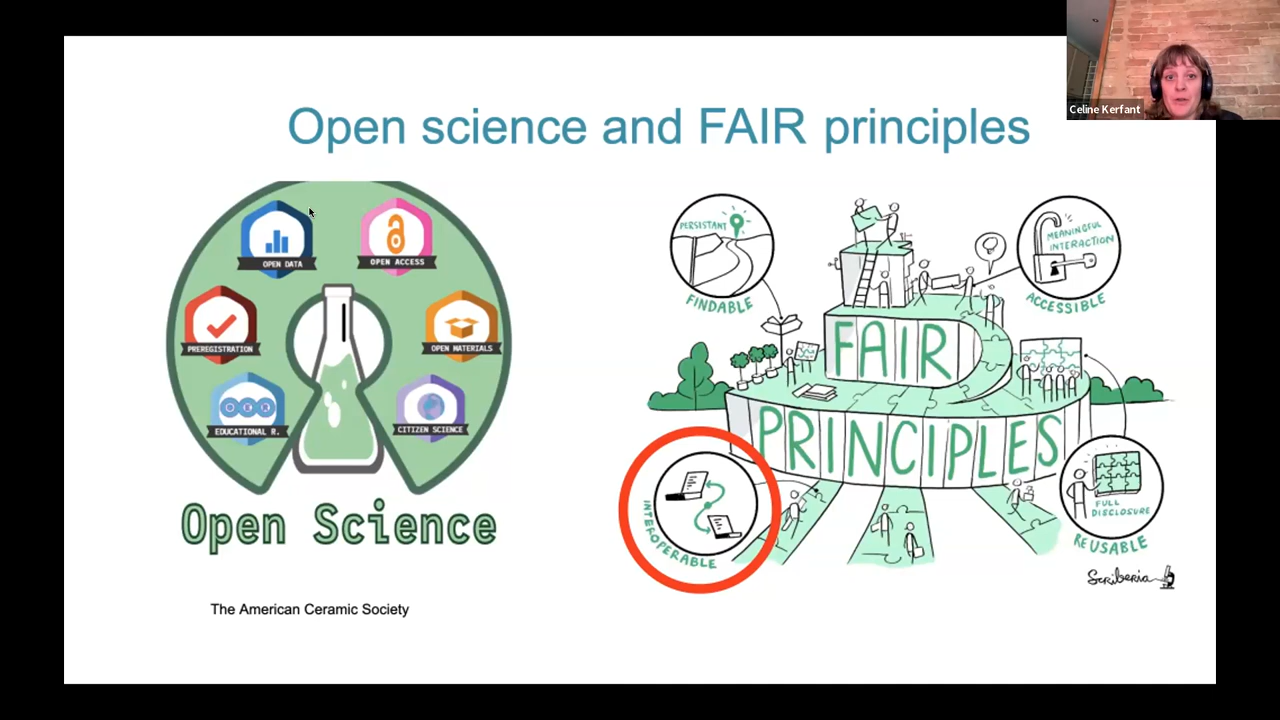 Celine Kerfant
Open science and FAIR principles
OPEN DATA
OPEN ACCESS
PREREGISTRATION
OPEN MATERIALS
EDUCATIONAL R.
CITIZEN SCIENCE
Open Science
The American Ceramic Society
PERSISTANT
FINDABLE
MEANINGFUL
INTERACTION
ACCESSIBLE
FAIR
PRINCIPLES
INTEROPERABLE
FULL
DISCLOSURE
REUSABLE
Scriberia